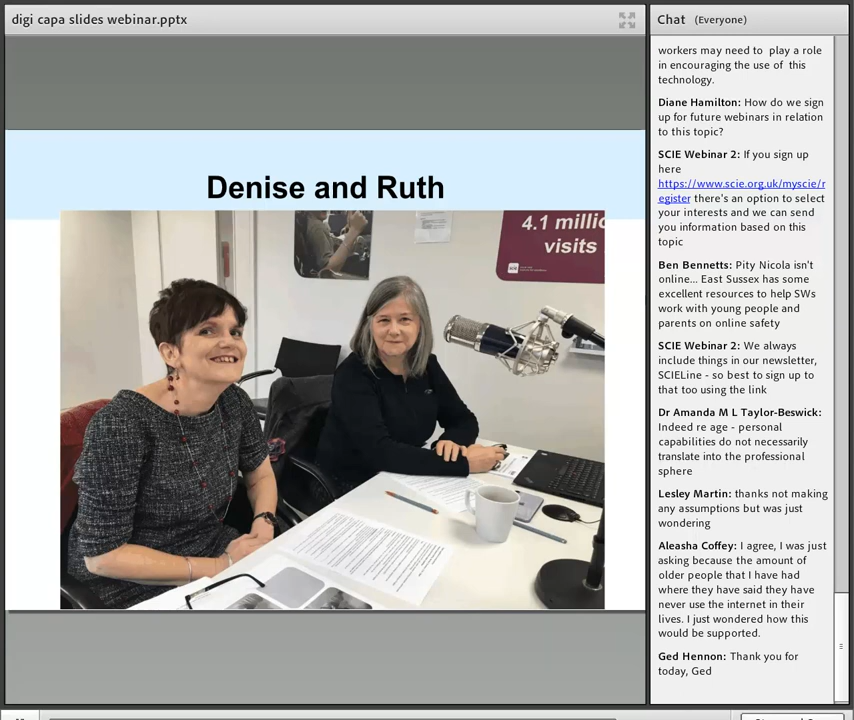 digi capa slides webinar.pptx
Denise and Ruth
4.1 millio
visits
scie
Chat (Everyone)
workers may need to play a role
in encouraging the use of this
technology.
Diane Hamilton: How do we sign
up for future webinars in relation
to this topic?
SCIE Webinar 2: If you sign up
here
https://www.scie.org.uk/myscie/r
egister there's an option to select
your interests and we can send
you information based on this
topic
Ben Bennetts: Pity Nicola isn't
online... East Sussex has some
excellent resources to help SWs
work with young people and
parents on online safety
SCIE Webinar 2: We always
include things in our newsletter,
SCIELine - so best to sign up to
that too using the link
Dr Amanda M L Taylor-Beswick:
Indeed re age - personal
capabilities do not necessarily
translate into the professional
sphere
Lesley Martin: thanks not making
any assumptions but was just
wondering
Aleasha Coffey: I agree, I was just
asking because the amount of
older people that I have had
where they have said they have
never use the internet in their
lives. I just wondered how this
would be supported.
Ged Hennon: Thank you for
today, Ged